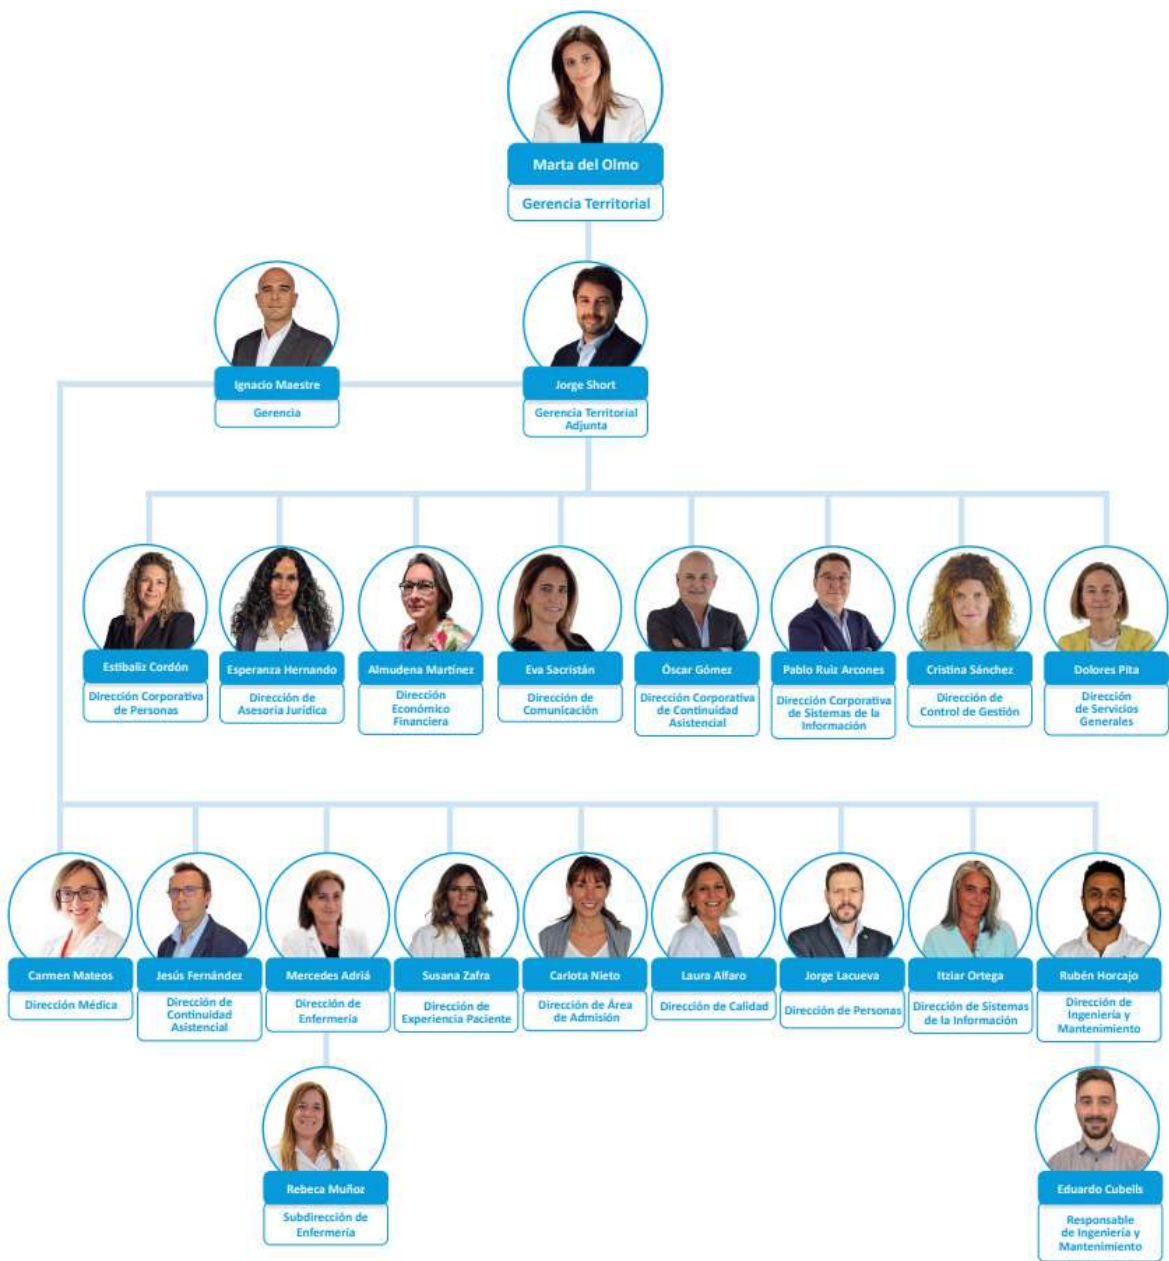 Marta del Olmo
Gerencia Territorial
Ignacio Maestre
Gerencia
Jorge Short
Gerencia Territorial
Adjunta
Estibaliz Cordón
Dirección Corporativa
de Personas
Esperanza Hernando
Dirección de
Asesoría Jurídica
Almudena Martínez
Dirección
Económico
Financiera
Eva Sacristán
Dirección de
Comunicación
Óscar Gómez
Dirección Corporativa
de Continuidad
Asistencial
Pablo Ruiz Arcones
Dirección Corporativa
de Sistemas de la
Información
Cristina Sánchez
Dirección de
Control de Gestión
Dolores Pita
Dirección
de Servicios
Generales
Carmen Mateos
Dirección Médica
Jesús Fernández
Dirección de
Continuidad
Asistencial
Mercedes Adriá
Dirección de
Enfermería
Susana Zafra
Dirección de
Experiencia Paciente
Carlota Nieto
Dirección de Área
de Admisión
Laura Alfaro
Dirección de Calidad
Jorge Lacueva
Dirección de Personas
Itziar Ortega
Dirección de Sistemas
de la Información
Rubén Horcajo
Dirección de
Ingeniería y
Mantenimiento
Rebeca Muñoz
Subdirección de
Enfermería
Eduardo Cubells
Responsable
de Ingeniería y
Mantenimiento